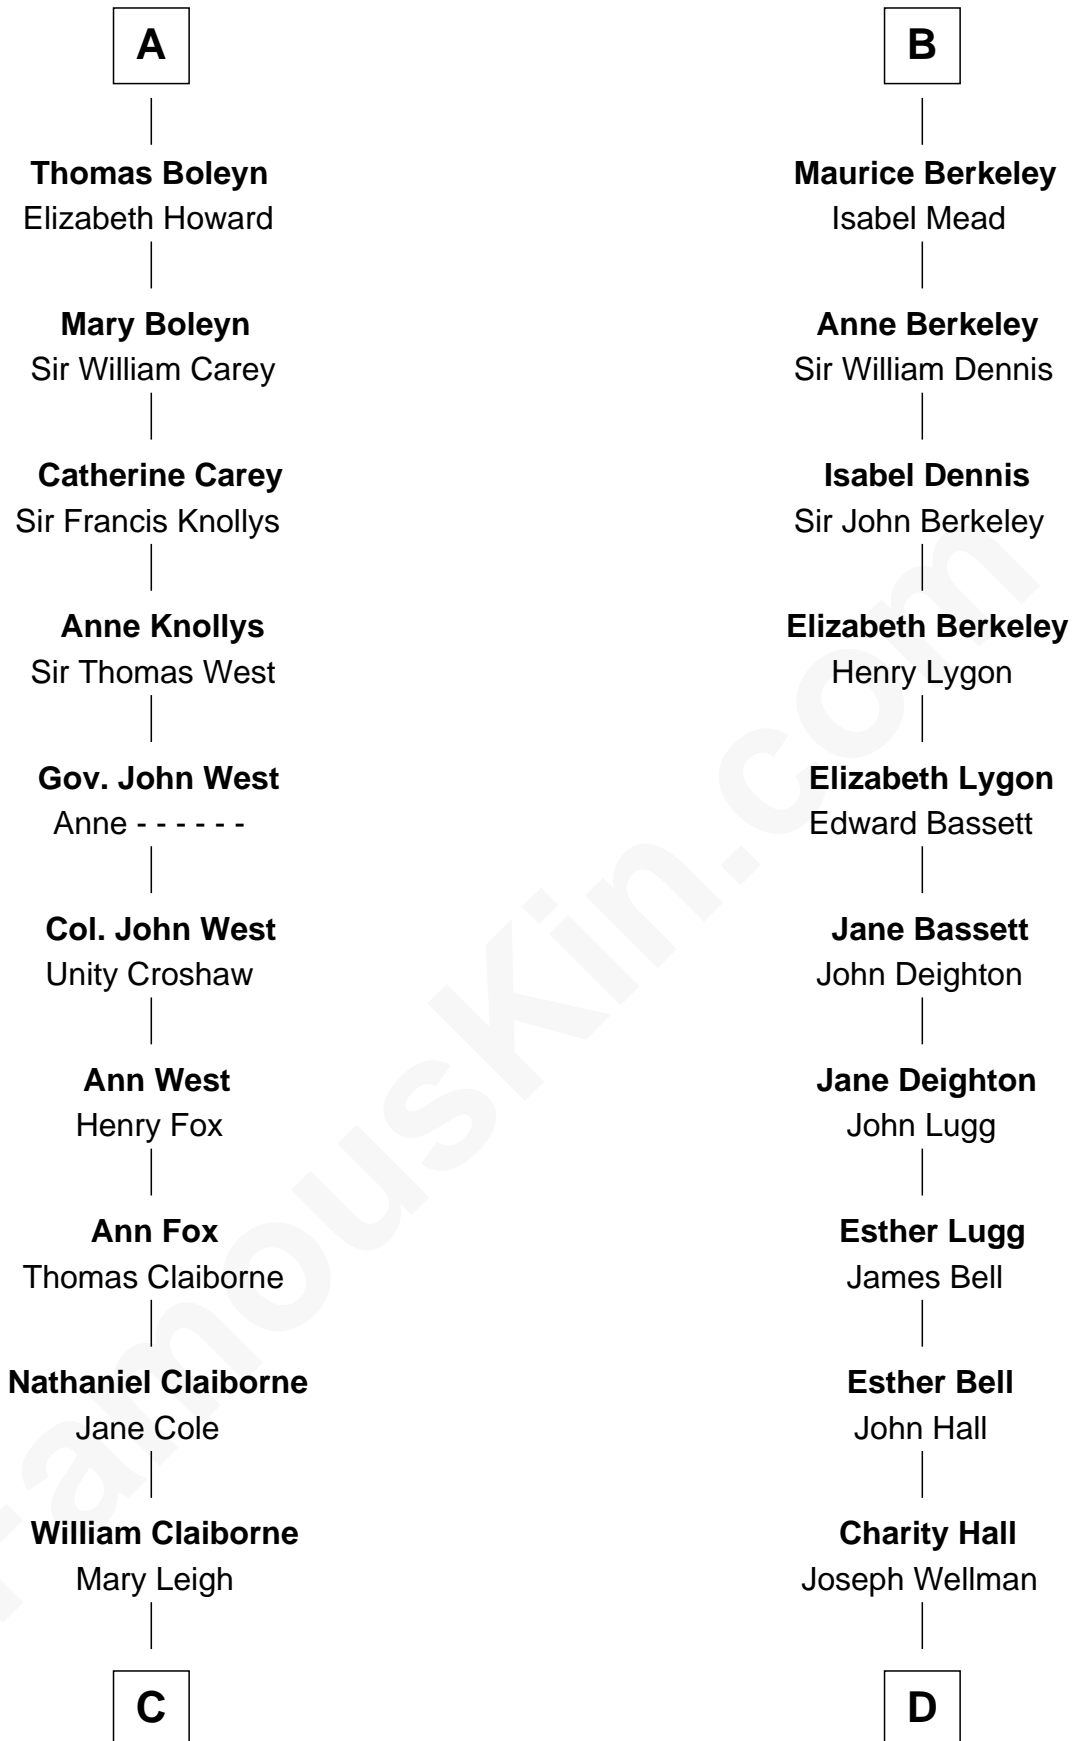 A
Thomas Boleyn
Elizabeth Howard
Mary Boleyn
Sir William Carey
Catherine Carey
Sir Francis Knollys
Anne Knollys
Sir Thomas West
Gov. John West
Anne - - - - - -
Col. John West
Unity Croshaw
Ann West
Henry Fox
Ann Fox
Thomas Claiborne
Nathaniel Claiborne
Jane Cole
William Claiborne
Mary Leigh
C
B
Maurice Berkeley
Isabel Mead
Anne Berkeley
Sir William Dennis
Isabel Dennis
Sir John Berkeley
Elizabeth Berkeley
Henry Lygon
Elizabeth Lygon
Edward Bassett
Jane Bassett
John Deighton
Jane Deighton
John Lugg
Esther Lugg
James Bell
Esther Bell
John Hall
Charity Hall
Joseph Wellman
D
FamousKin.com